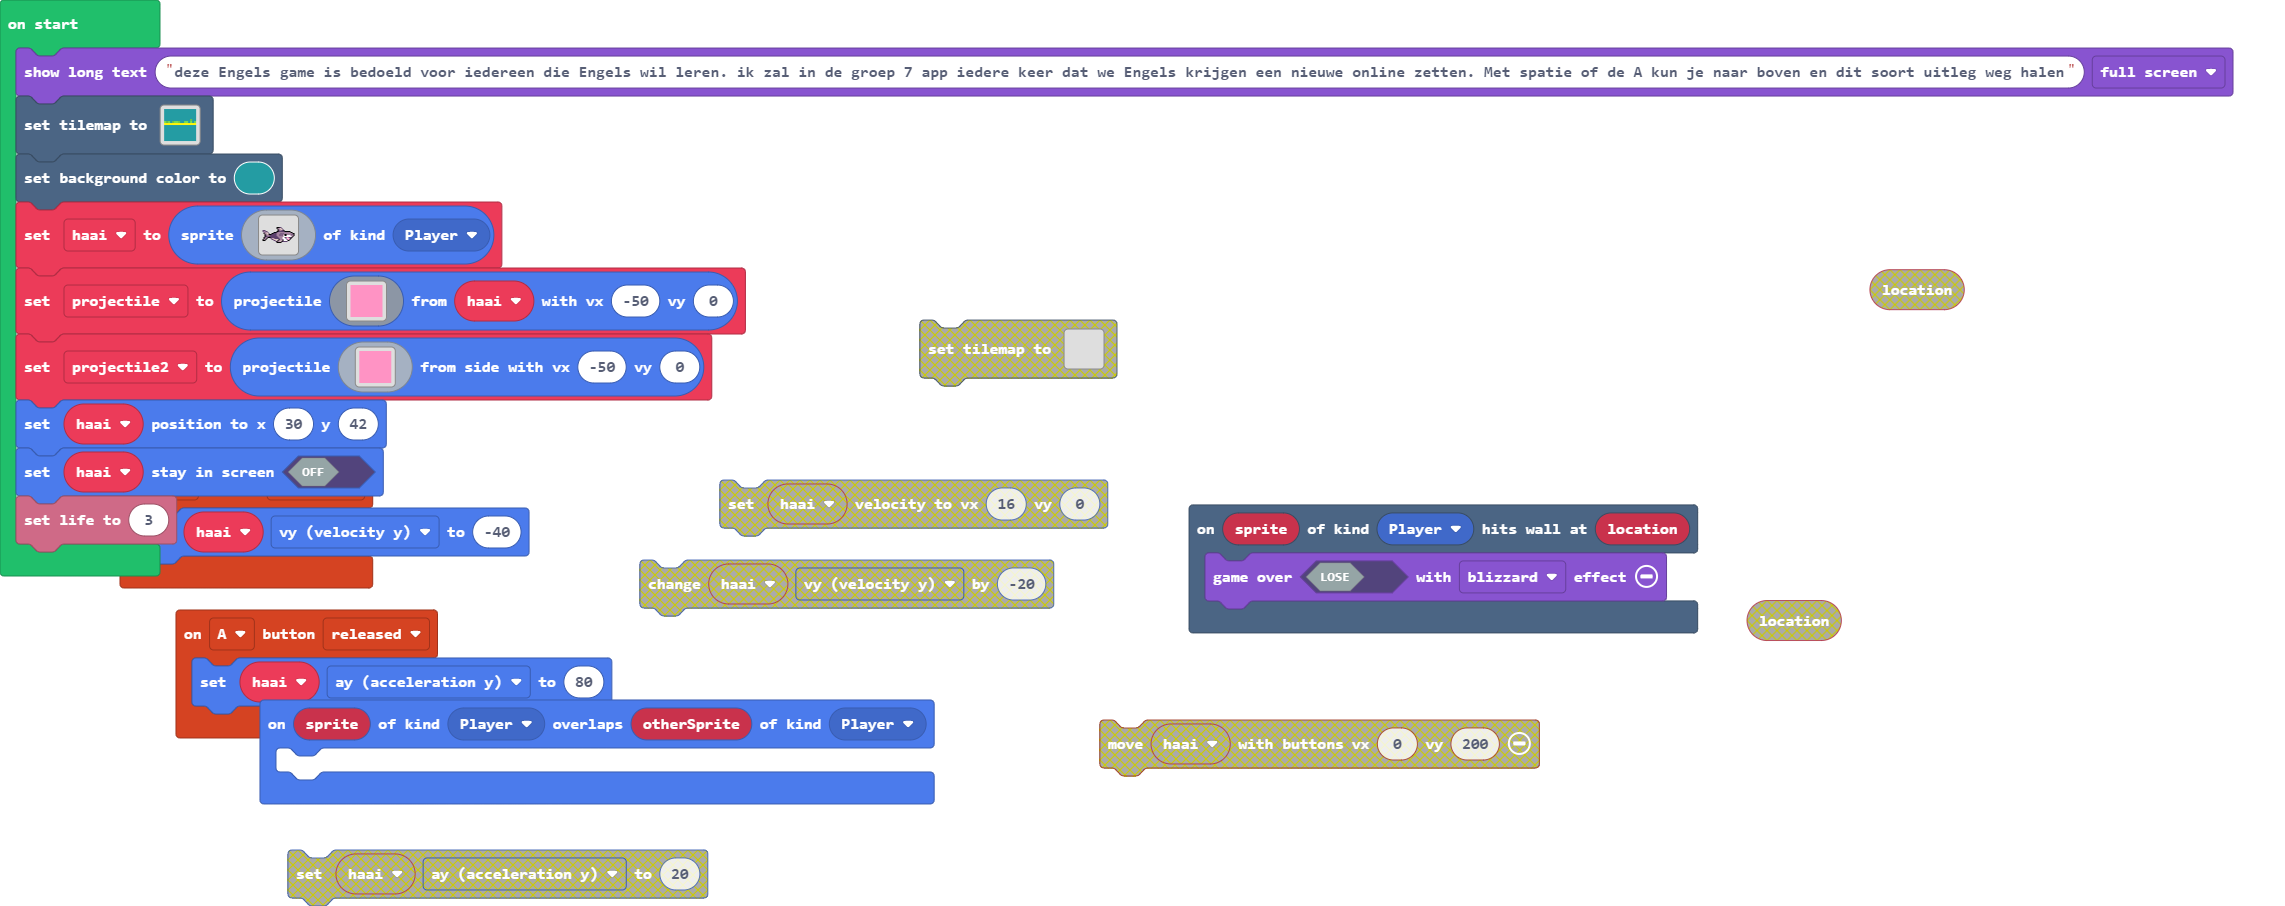 on start
show long text "deze Engels game is bedoeld voor iedereen die Engels wil leren. ik zal in de groep 7 app iedere keer dat we Engels krijgen een nieuwe online zetten. Met spatie of de A kun je naar boven en dit soort uitleg weg halen" full screen
set tilemap to
set background color to
set haai to sprite of kind Player
set projectile to projectile from haai with vx -50 vy 0
set projectile2 to projectile from side with vx -50 vy 0
set haai position to x 30 y 42
set haai stay in screen OFF
set life to 3
haai vy (velocity y) to -40
on A button released
set haai ay (acceleration y) to 80
on sprite of kind Player overlaps otherSprite of kind Player
set haai ay (acceleration y) to 20
set tilemap to
set haai velocity to vx 16 vy 0
change haai vy (velocity y) by -20
location
on sprite of kind Player hits wall at location
game over LOSE with blizzard effect
location
move haai with buttons vx 0 vy 200